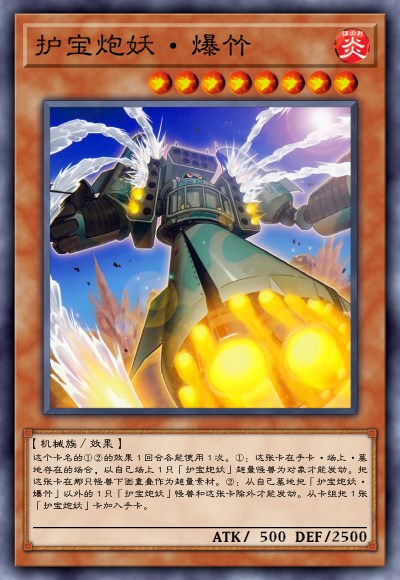 护宝炮妖・爆竹
ほのお
炎
【机械族／效果】
这个卡名的①②的效果1回合各能使用1次。①：这张卡在手卡・场上・墓
地存在的场合，以自己场上1只「护宝炮妖」超量怪兽为对象才能发动。把
这张卡在那只怪兽下面重叠作为超量素材。②：从自己墓地把「护宝炮妖・
爆竹」以外的1只「护宝炮妖」怪兽和这张卡除外才能发动。从卡组把1张
「护宝炮妖」卡加入手卡。
ATK/ 500 DEF/2500